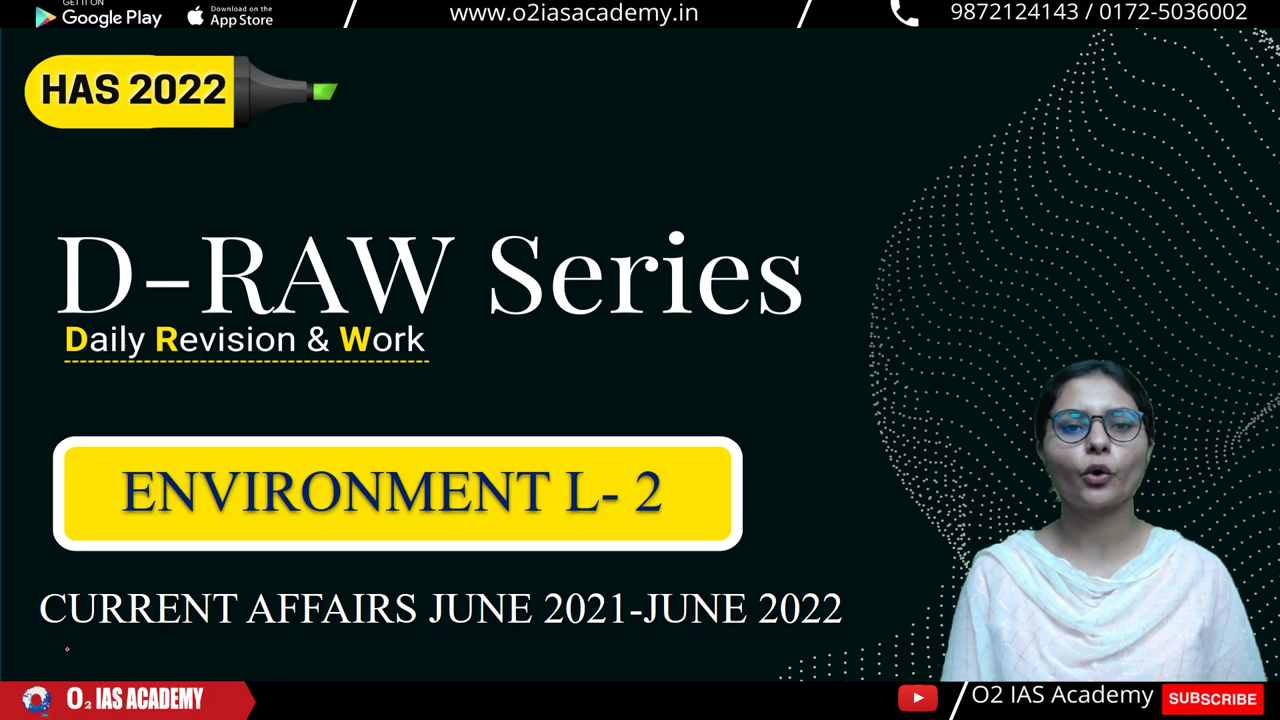 GET IT ON
Google Play
Download on the
App Store
www.o2iasacademy.in
9872124143 / 0172-5036002
HAS 2022
D-RAW Series
Daily Revision & Work
ENVIRONMENT L- 2
CURRENT AFFAIRS JUNE 2021-JUNE 2022
O2 IAS ACADEMY
O2 IAS Academy
SUBSCRIBE